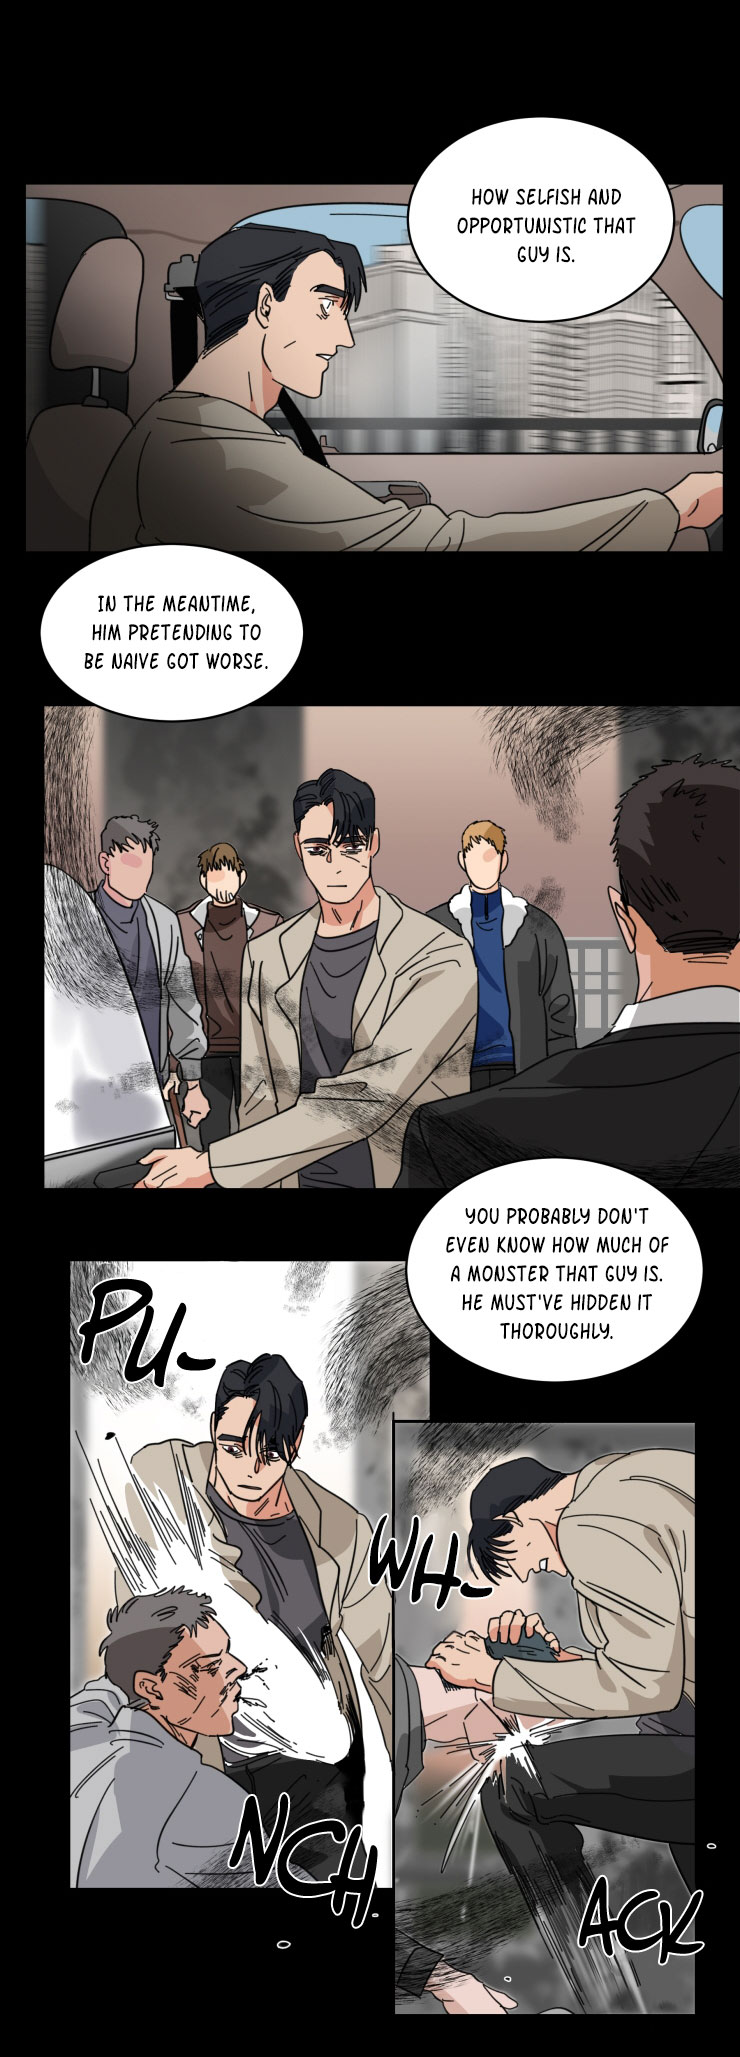 HOW SELFISH AND
OPPORTUNISTIC THAT
GUY IS.
IN THE MEANTIME,
HIM PRETENDING TO
BE NAIVE GOT WORSE.
YOU PROBABLY DON'T
EVEN KNOW HOW MUCH OF
A MONSTER THAT GUY IS.
HE MUST'VE HIDDEN IT
THOROUGHLY.
PU-
NCH
WH-
ACK